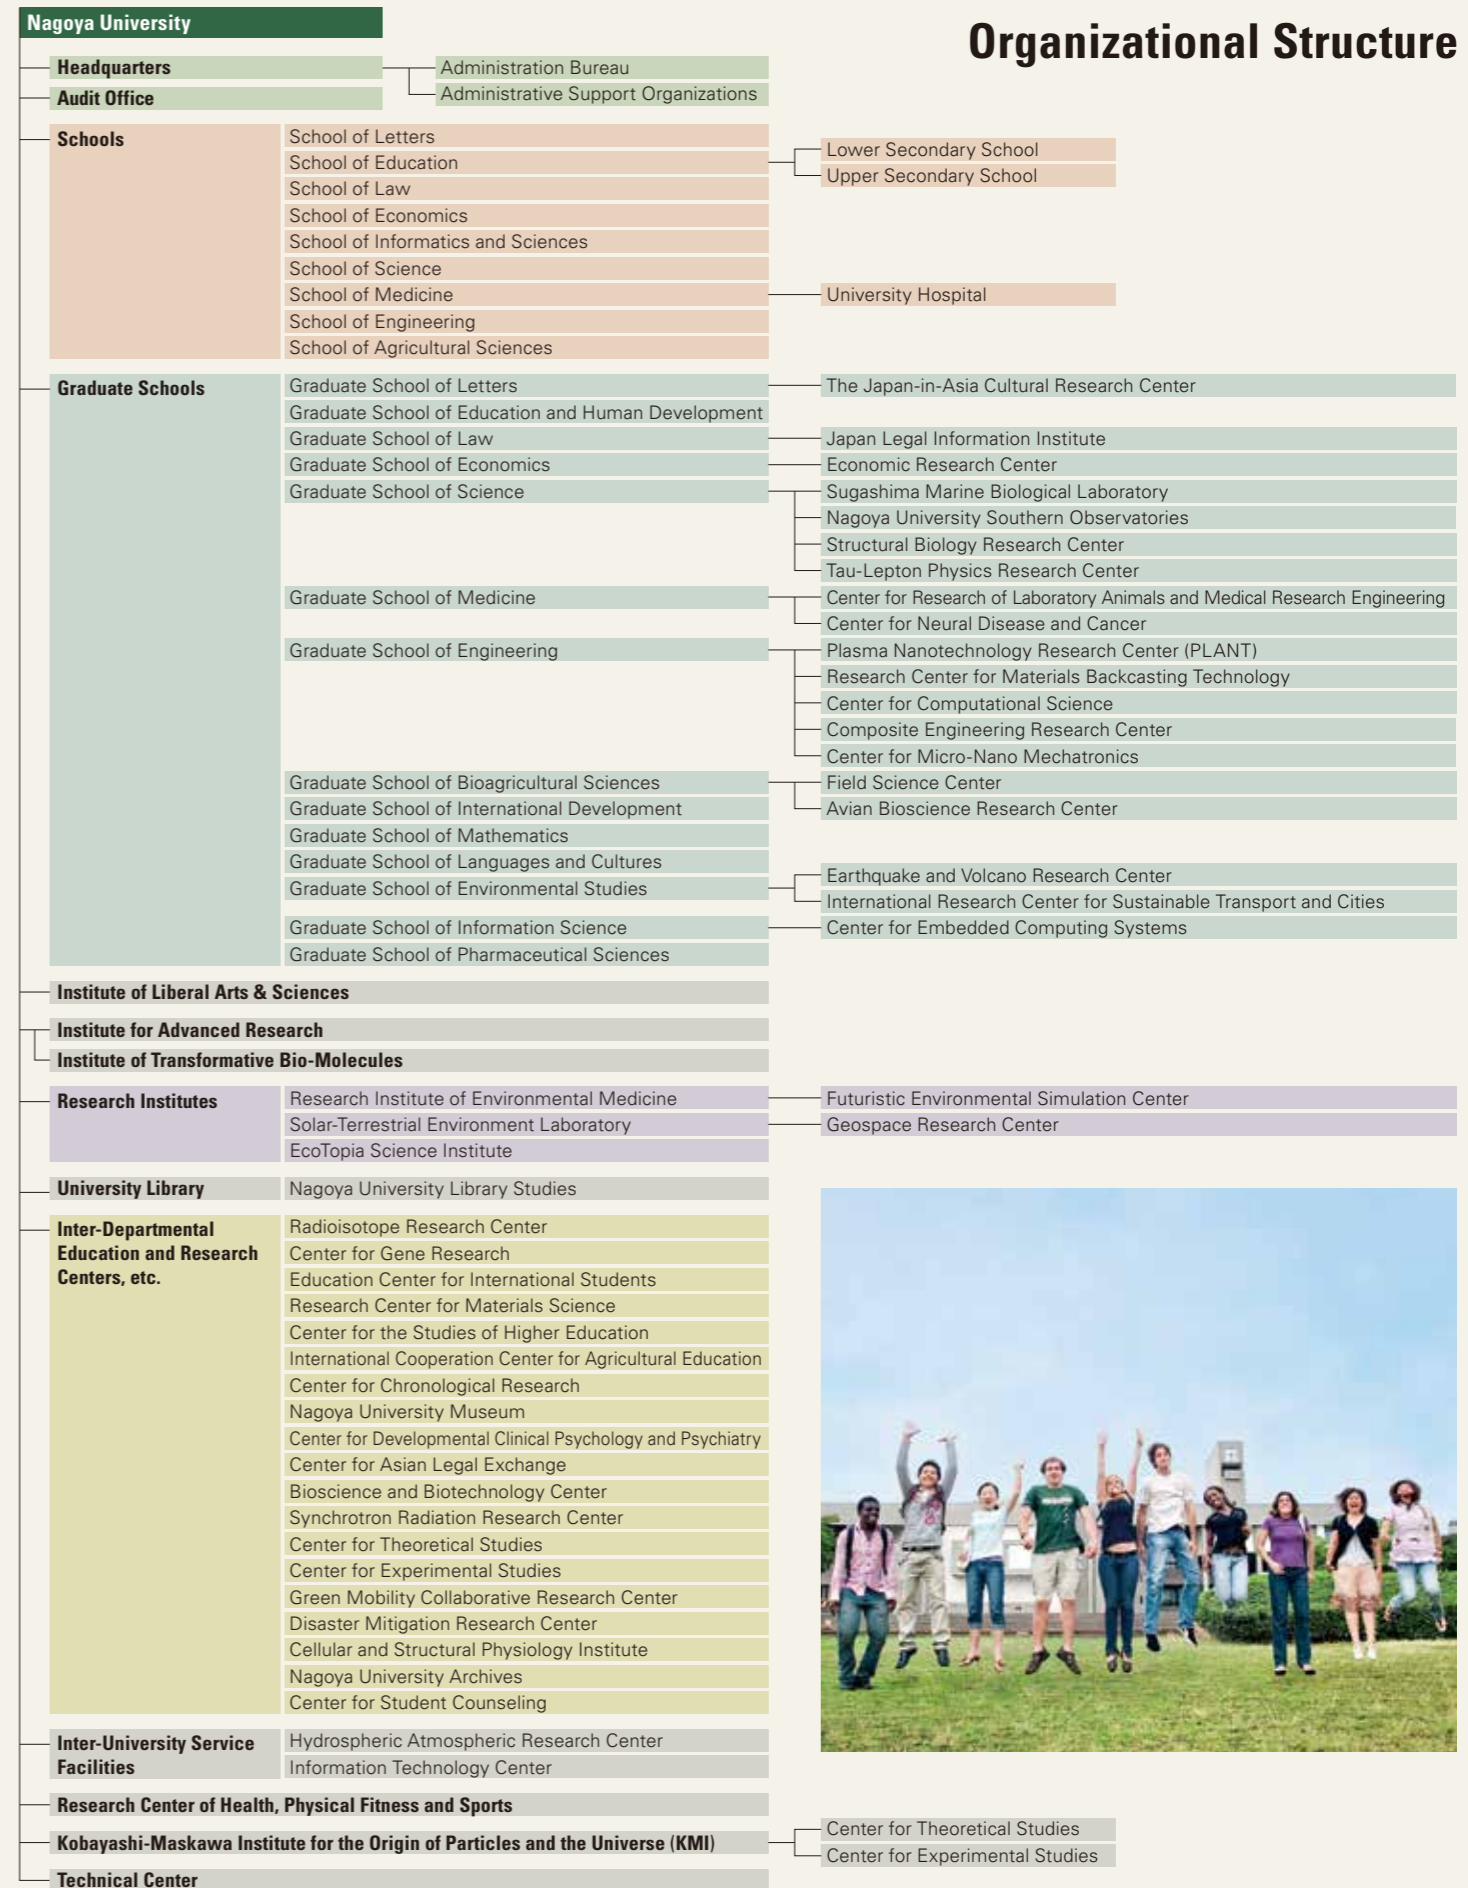 Organizational Structure
Nagoya University
Headquarters
Administration Bureau
Administrative Support Organizations
Audit Office
Schools
School of Letters
School of Education
Lower Secondary School
Upper Secondary School
School of Law
School of Economics
School of Informatics and Sciences
School of Science
School of Medicine
University Hospital
School of Engineering
School of Agricultural Sciences
Graduate Schools
Graduate School of Letters
The Japan-in-Asia Cultural Research Center
Graduate School of Education and Human Development
Graduate School of Law
Japan Legal Information Institute
Graduate School of Economics
Economic Research Center
Graduate School of Science
Sugashima Marine Biological Laboratory
Nagoya University Southern Observatories
Structural Biology Research Center
Tau-Lepton Physics Research Center
Graduate School of Medicine
Center for Research of Laboratory Animals and Medical Research Engineering
Center for Neural Disease and Cancer
Graduate School of Engineering
Plasma Nanotechnology Research Center (PLANT)
Research Center for Materials Backcasting Technology
Center for Computational Science
Composite Engineering Research Center
Center for Micro-Nano Mechatronics
Graduate School of Bioagricultural Sciences
Field Science Center
Avian Bioscience Research Center
Graduate School of International Development
Graduate School of Mathematics
Graduate School of Languages and Cultures
Graduate School of Environmental Studies
Earthquake and Volcano Research Center
International Research Center for Sustainable Transport and Cities
Graduate School of Information Science
Center for Embedded Computing Systems
Graduate School of Pharmaceutical Sciences
Institute of Liberal Arts & Sciences
Institute for Advanced Research
Institute of Transformative Bio-Molecules
Research Institutes
Research Institute of Environmental Medicine
Futuristic Environmental Simulation Center
Solar-Terrestrial Environment Laboratory
Geospace Research Center
EcoTopia Science Institute
University Library
Nagoya University Library Studies
Inter-Departmental
Education and Research
Centers, etc.
Radioisotope Research Center
Center for Gene Research
Education Center for International Students
Research Center for Materials Science
Center for the Studies of Higher Education
International Cooperation Center for Agricultural Education
Center for Chronological Research
Nagoya University Museum
Center for Developmental Clinical Psychology and Psychiatry
Center for Asian Legal Exchange
Bioscience and Biotechnology Center
Synchrotron Radiation Research Center
Center for Theoretical Studies
Center for Experimental Studies
Green Mobility Collaborative Research Center
Disaster Mitigation Research Center
Cellular and Structural Physiology Institute
Nagoya University Archives
Center for Student Counseling
Inter-University Service
Facilities
Hydrospheric Atmospheric Research Center
Information Technology Center
Research Center of Health, Physical Fitness and Sports
Kobayashi-Maskawa Institute for the Origin of Particles and the Universe (KMI)
Center for Theoretical Studies
Center for Experimental Studies
Technical Center